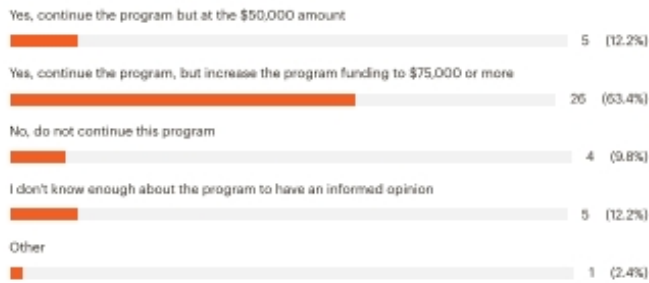 Yes, continue the program but at the $50,000 amount
5 (12.2%)
Yes, continue the program, but increase the program funding to $75,000 or more
26 (63.4%)
No, do not continue this program
4 (9.8%)
I don't know enough about the program to have an informed opinion
5 (12.2%)
Other
1 (2.4%)